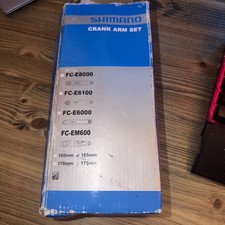 SHIMANO
CRANK ARM SET
FC-E8000
FC-E6100
FC-E6000
FC-EM600
160mm 165mm
170mm 175mm